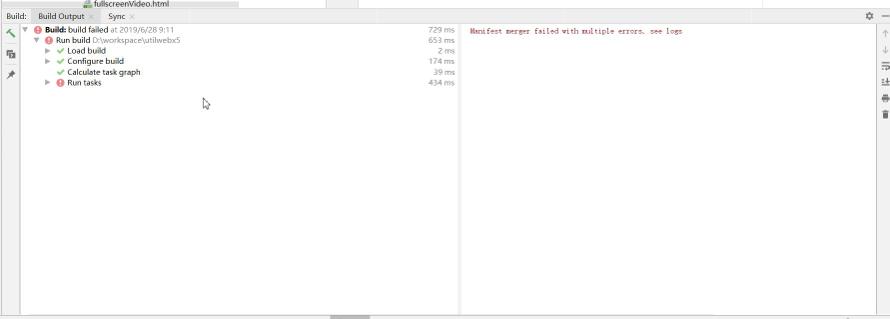 fullscreenVideo.html
Build: Build Output × Sync ×
Build: build failed at 2019/6/28 9:11 729 ms
Run build D:\workspace\utilwebx5 653 ms
Load build 2 ms
Configure build 174 ms
Calculate task graph 39 ms
Run tasks 434 ms
Manifest merger failed with multiple errors, see logs